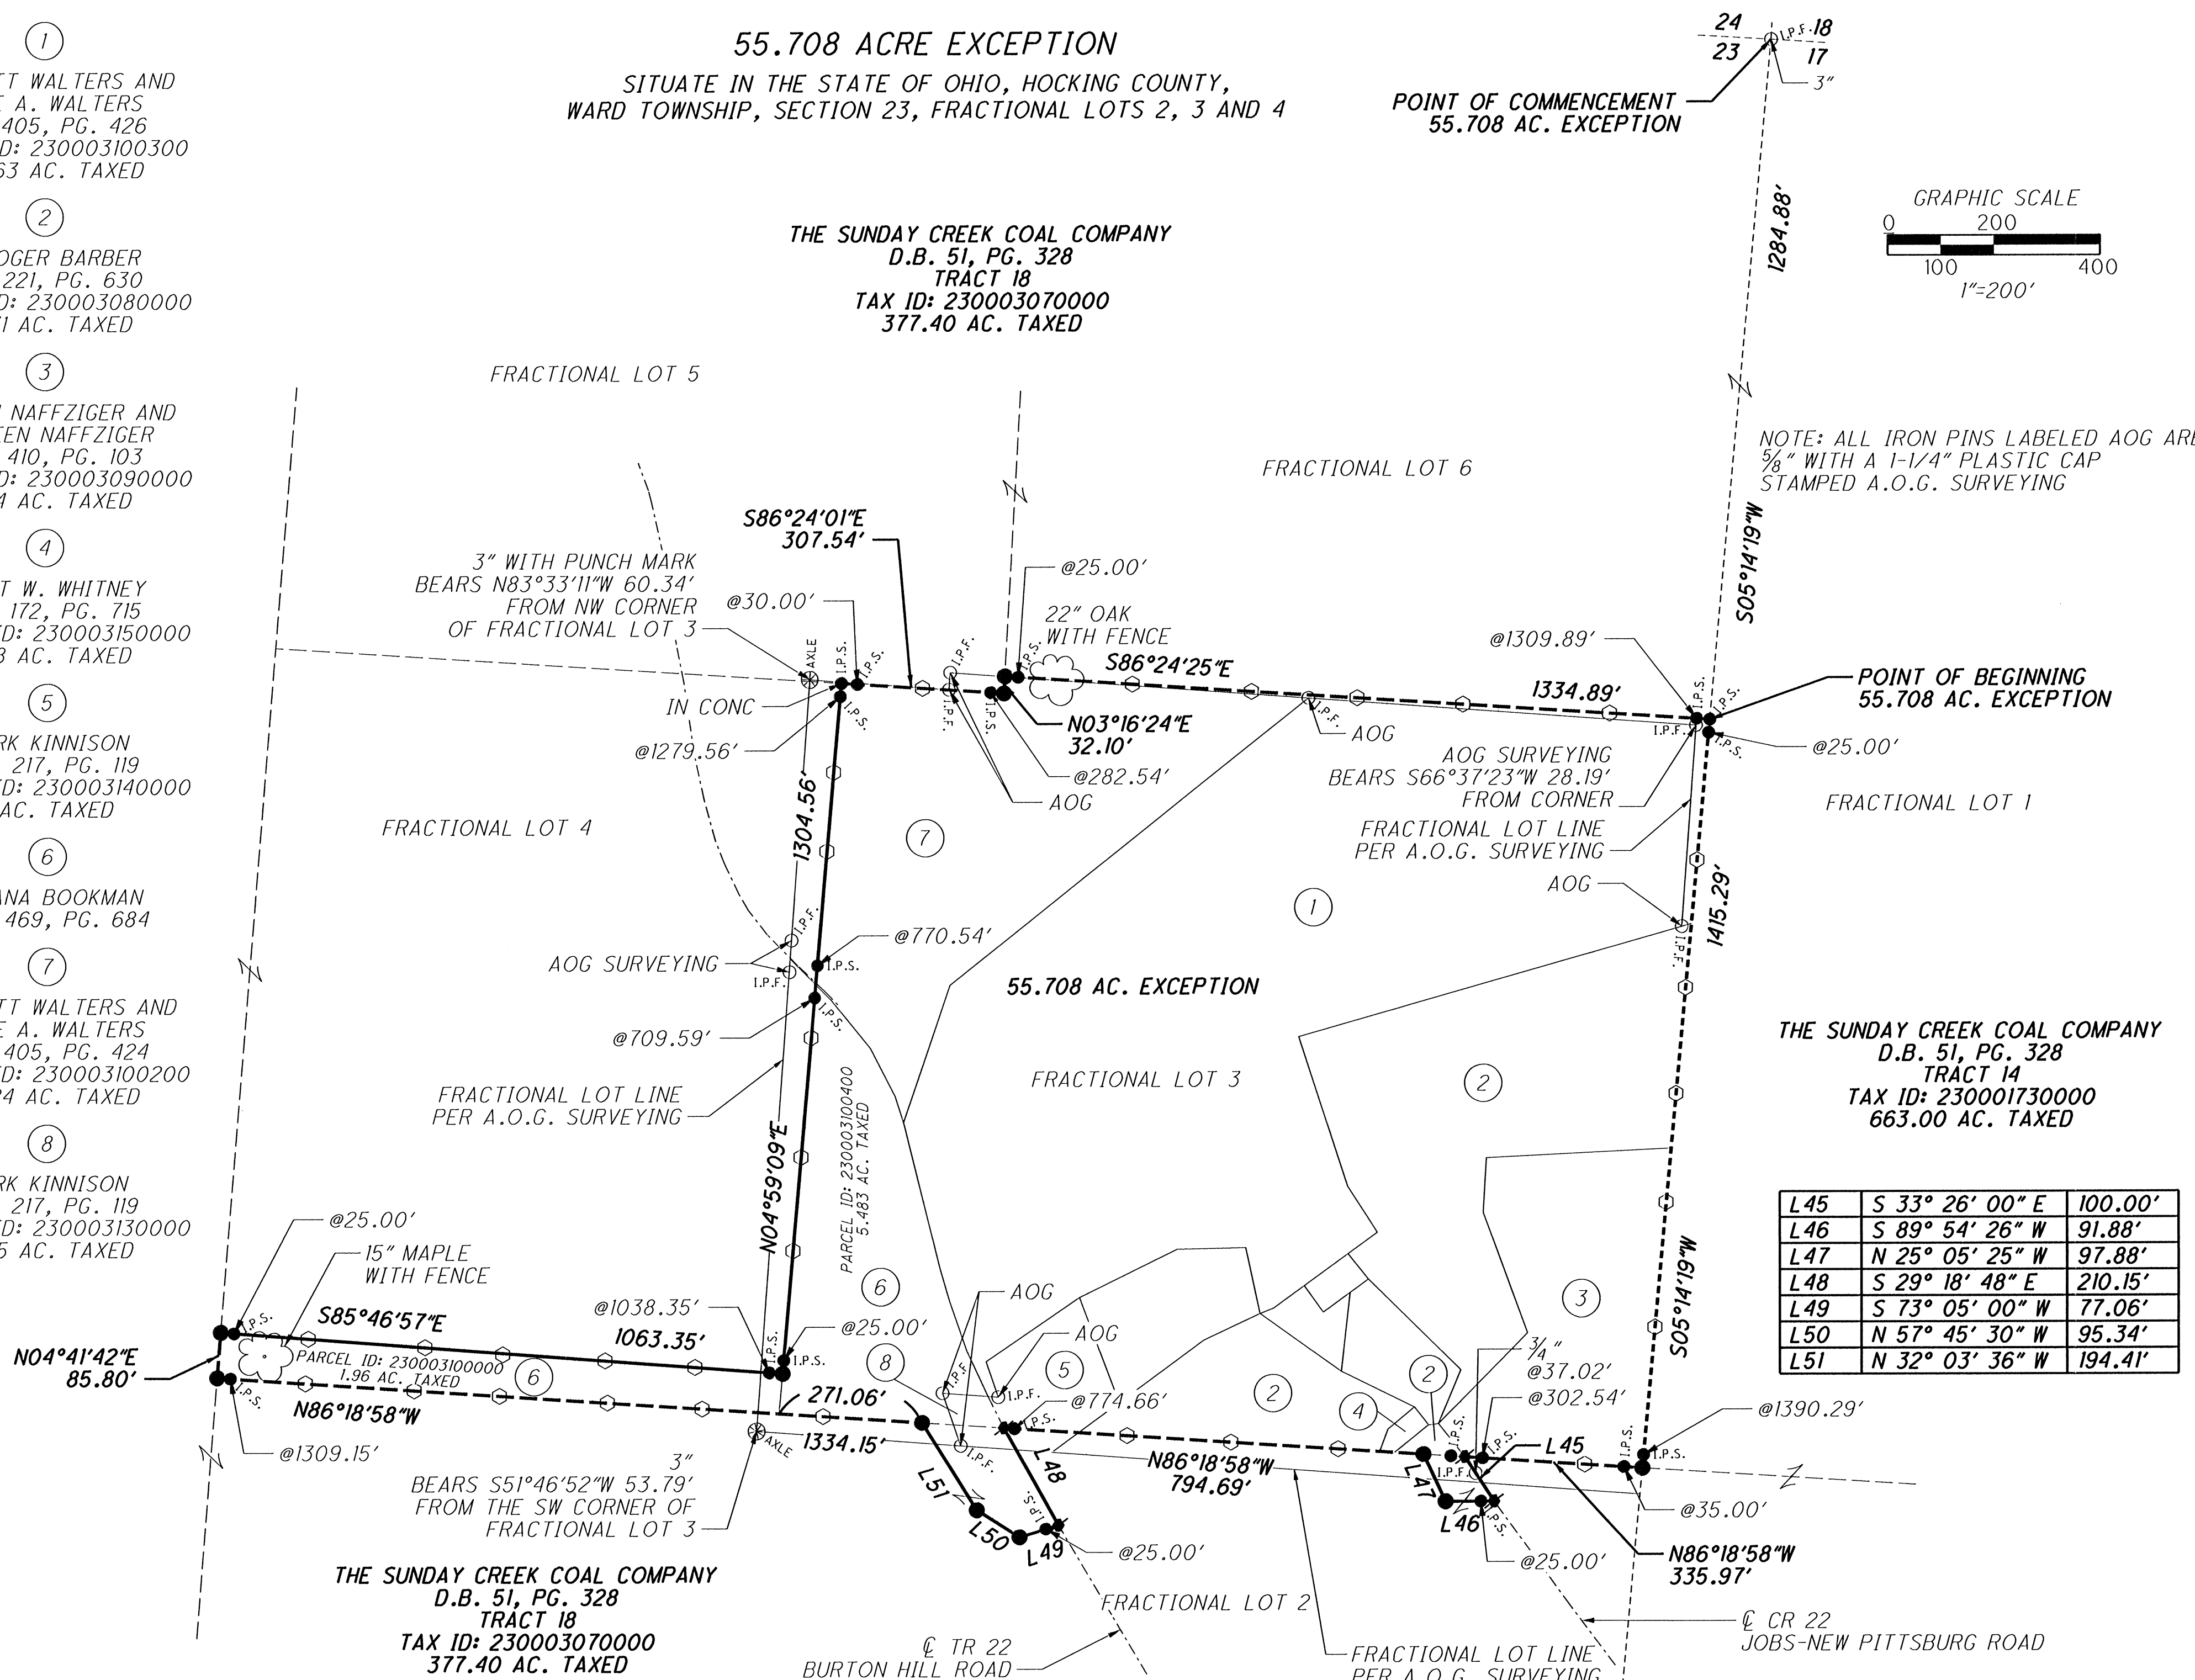 55.708 ACRE EXCEPTION
SITUATE IN THE STATE OF OHIO, HOCKING COUNTY,
WARD TOWNSHIP, SECTION 23, FRACTIONAL LOTS 2, 3 AND 4
1
WALTERS AND
A. WALTERS
405, PG. 426
230003100300
AC. TAXED
2
BARBER
221, PG. 630
230003080000
AC. TAXED
3
NAFFZIGER AND
NAFFZIGER
410, PG. 103
230003090000
AC. TAXED
4
W. WHITNEY
172, PG. 715
230003150000
AC. TAXED
5
KINNISON
217, PG. 119
230003140000
AC. TAXED
6
BOOKMAN
469, PG. 684
7
WALTERS AND
A. WALTERS
405, PG. 424
230003100200
AC. TAXED
8
KINNISON
217, PG. 119
230003130000
AC. TAXED
24 I.P.F. 18
23 17
3"
POINT OF COMMENCEMENT
55.708 AC. EXCEPTION
1284.88'
GRAPHIC SCALE
0 200
100 400
1"=200'
THE SUNDAY CREEK COAL COMPANY
D.B. 51, PG. 328
TRACT 18
TAX ID: 230003070000
377.40 AC. TAXED
FRACTIONAL LOT 5
FRACTIONAL LOT 6
NOTE: ALL IRON PINS LABELED AOG ARE
5/8" WITH A 1-1/4" PLASTIC CAP
STAMPED A.O.G. SURVEYING
S05°14'19"W
S86°24'01"E
307.54'
3" WITH PUNCH MARK
BEARS N83°33'11"W 60.34'
FROM NW CORNER
OF FRACTIONAL LOT 3
@30.00'
@25.00'
22" OAK
WITH FENCE
S86°24'25"E
1334.89'
@1309.89'
POINT OF BEGINNING
55.708 AC. EXCEPTION
AXLE
I.P.S.
I.P.S.
I.P.F.
I.P.S.
I.P.S.
I.P.S.
IN CONC
I.P.S.
@1279.56'
I.P.F.
I.P.S.
N03°16'24"E
32.10'
@282.54'
AOG
I.P.F.
AOG
I.P.F.
I.P.S.
@25.00'
AOG SURVEYING
BEARS S66°37'23"W 28.19'
FROM CORNER
FRACTIONAL LOT LINE
PER A.O.G. SURVEYING
AOG
I.P.F.
FRACTIONAL LOT 1
FRACTIONAL LOT 4
1304.56'
7
1
1415.29'
I.P.F.
@770.54'
AOG SURVEYING
I.P.F.
I.P.S.
I.P.S.
@709.59'
55.708 AC. EXCEPTION
FRACTIONAL LOT LINE
PER A.O.G. SURVEYING
FRACTIONAL LOT 3
2
PARCEL ID: 230003100400
5.483 AC. TAXED
N04°59'09"E
THE SUNDAY CREEK COAL COMPANY
D.B. 51, PG. 328
TRACT 14
TAX ID: 230001730000
663.00 AC. TAXED
L45 S 33° 26' 00" E 100.00'
L46 S 89° 54' 26" W 91.88'
L47 N 25° 05' 25" W 97.88'
L48 S 29° 18' 48" E 210.15'
L49 S 73° 05' 00" W 77.06'
L50 N 57° 45' 30" W 95.34'
L51 N 32° 03' 36" W 194.41'
@25.00'
15" MAPLE
WITH FENCE
S05°14'19"W
3
6
AOG
I.P.S.
S85°46'57"E
1063.35'
@1038.35'
I.P.S.
I.P.S.
@25.00'
AOG
N04°41'42"E
85.80'
PARCEL ID: 230003100000
1.96 AC. TAXED
6
I.P.S.
8
I.P.F.
5
I.P.F.
2
4
2
3/4"
@37.02'
@302.54'
@1390.29'
N86°18'58"W
271.06'
1334.15'
@774.66'
I.P.S.
@1309.15'
AXLE
I.P.F.
L48
N86°18'58"W
794.69'
I.P.S.
I.P.S.
I.P.F.
L45
I.P.S.
I.P.S.
3"
BEARS S51°46'52"W 53.79'
FROM THE SW CORNER OF
FRACTIONAL LOT 3
L51
L50
I.P.S.
L49
@25.00'
L47
L46
I.P.S.
@25.00'
@35.00'
N86°18'58"W
335.97'
THE SUNDAY CREEK COAL COMPANY
D.B. 51, PG. 328
TRACT 18
TAX ID: 230003070000
377.40 AC. TAXED
FRACTIONAL LOT 2
℄ TR 22
BURTON HILL ROAD
FRACTIONAL LOT LINE
PER A.O.G. SURVEYING
℄ CR 22
JOBS-NEW PITTSBURG ROAD